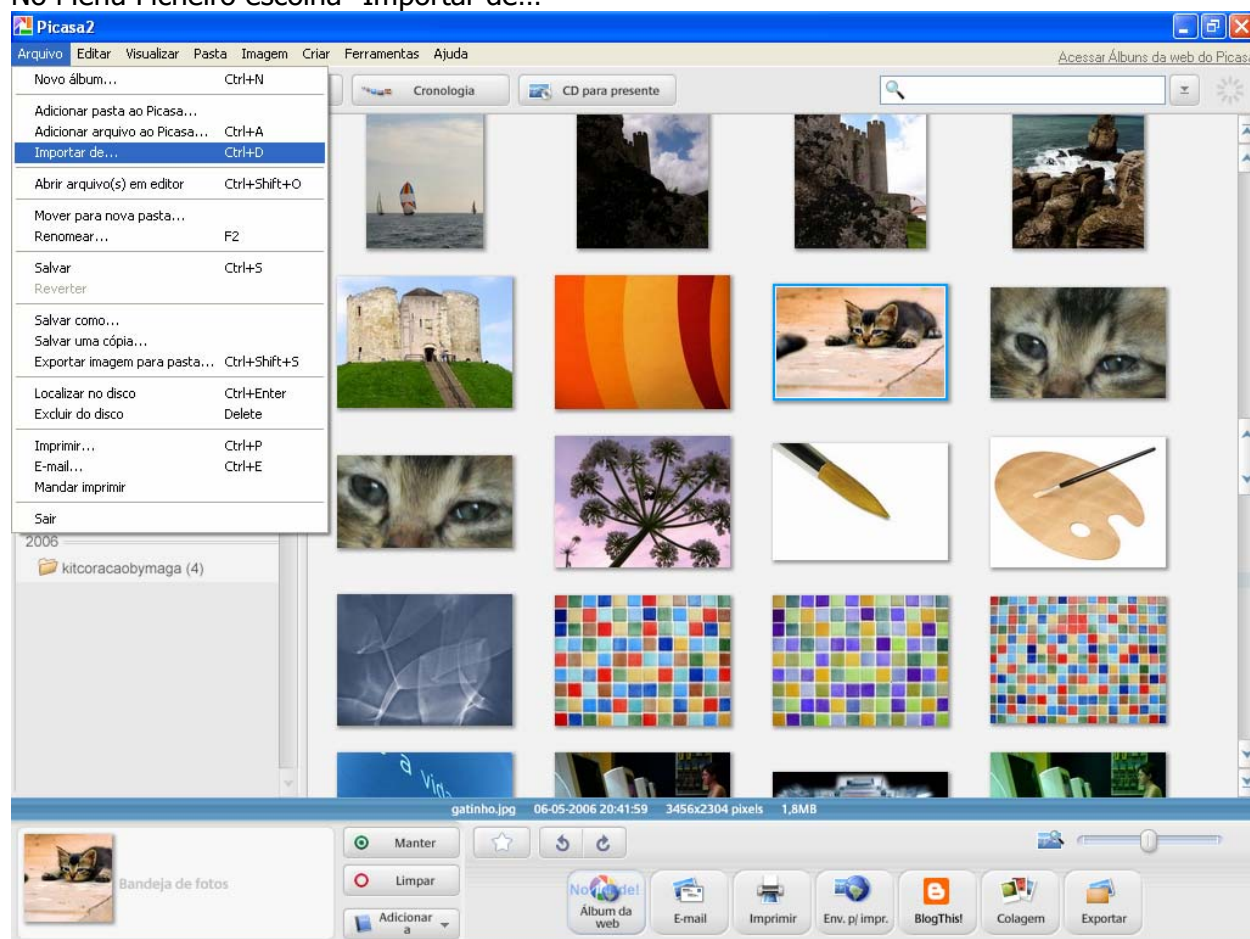 No Menu Ficheiro escolha "Importar de..."
Picasa2
Arquivo Editar Visualizar Pasta Imagem Criar Ferramentas Ajuda
Acessar Álbuns da web do Picasa
Novo álbum... Ctrl+N
Cronologia
CD para presente
Adicionar pasta ao Picasa...
Adicionar arquivo ao Picasa... Ctrl+A
Importar de... Ctrl+D
Abrir arquivo(s) em editor Ctrl+Shift+O
Mover para nova pasta...
Renomear... F2
Salvar Ctrl+S
Reverter
Salvar como...
Salvar uma cópia...
Exportar imagem para pasta... Ctrl+Shift+S
Localizar no disco Ctrl+Enter
Excluir do disco Delete
Imprimir... Ctrl+P
E-mail... Ctrl+E
Mandar imprimir
Sair
2006
kitcoracaobymaga (4)
a vida
gatinho.jpg 06-05-2006 20:41:59 3456x2304 pixels 1,8MB
Bandeja de fotos
Manter
Limpar
Adicionar a
Novidade!
Álbum da web
E-mail
Imprimir
Env. p/ impr.
BlogThis!
Colagem
Exportar